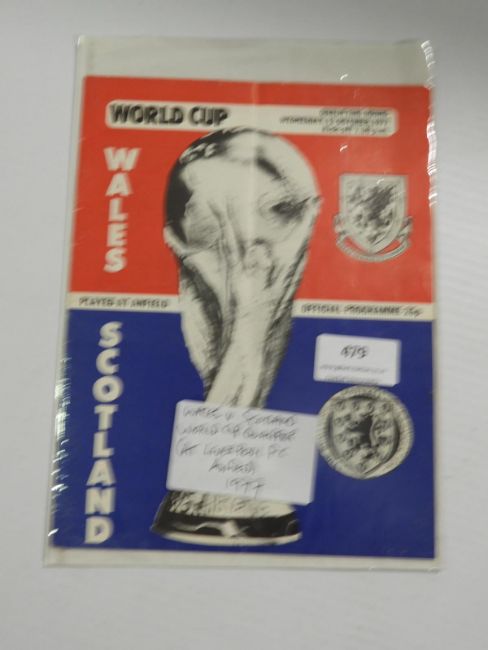 WORLD CUP
QUALIFYING ROUND
WEDNESDAY 12 OCTOBER 1977
WALES
PLAYED AT ANFIELD
OFFICIAL PROGRAMME 25p
SCOTLAND
479
WALES V SCOTLAND
WORLD CUP QUALIFIER
(AT LIVERPOOL FC
ANFIELD)
1977